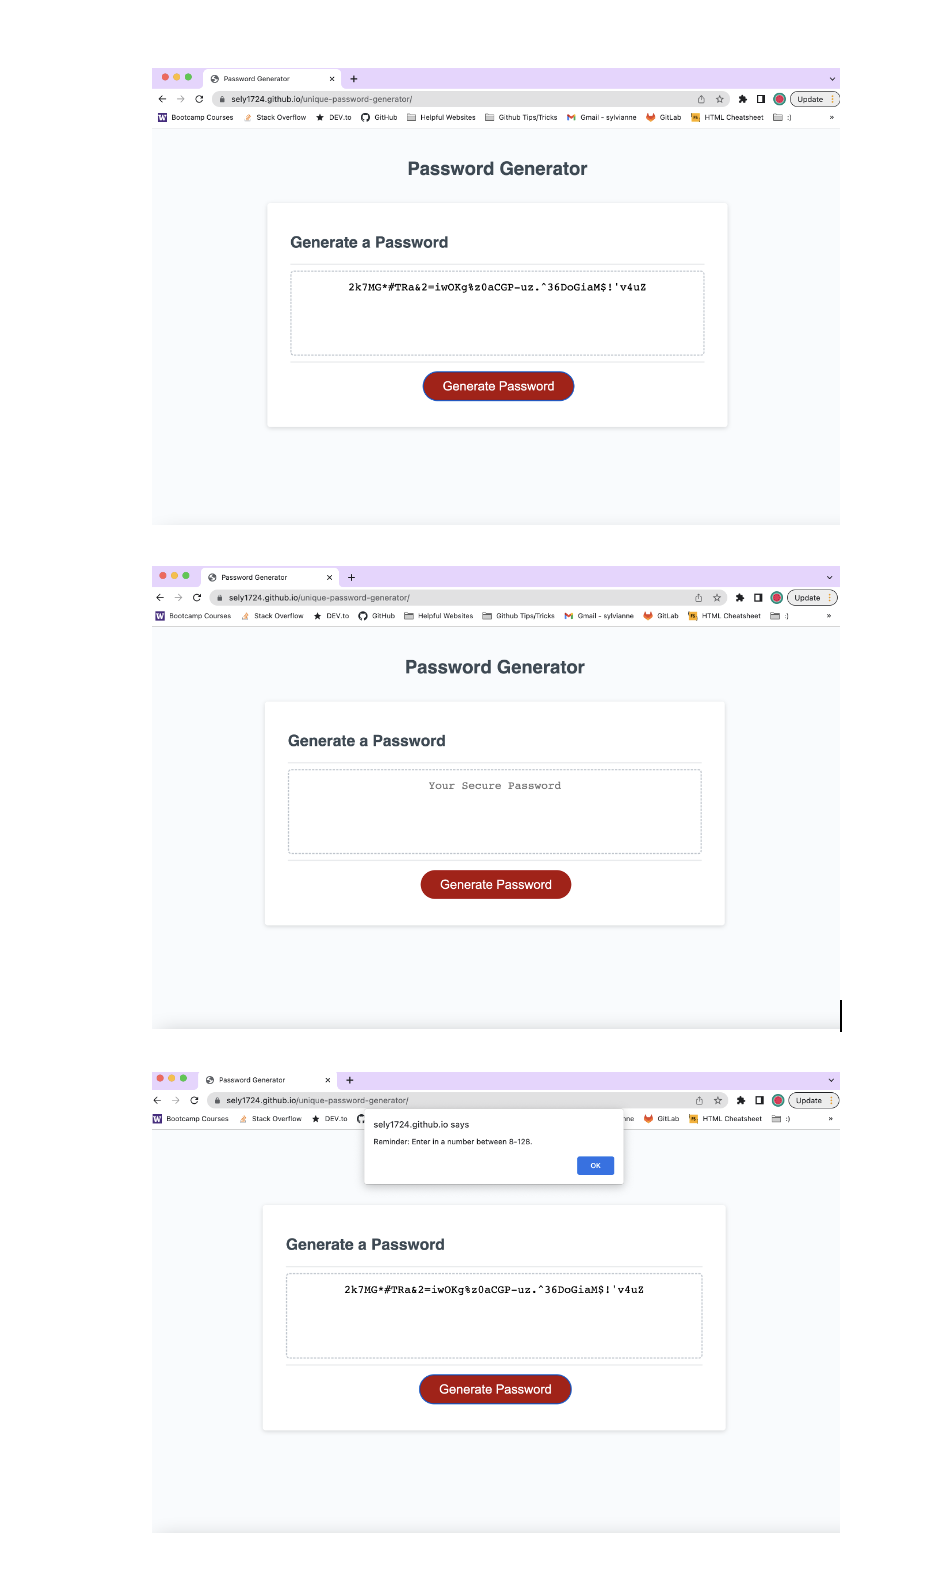 Password Generator
sely1724.github.io/unique-password-generator/
Update
Bootcamp Courses Stack Overflow DEV.to GitHub Helpful Websites Github Tips/Tricks Gmail - sylvianne GitLab HTML Cheatsheet :) »
Password Generator
Generate a Password
2k7MG*#TRa&2=iwOKg%z0aCGP-uz.^36DoGiaM$!'v4uZ
Generate Password
Password Generator
sely1724.github.io/unique-password-generator/
Update
Bootcamp Courses Stack Overflow DEV.to GitHub Helpful Websites Github Tips/Tricks Gmail - sylvianne GitLab HTML Cheatsheet :) »
Password Generator
Generate a Password
Your Secure Password
Generate Password
Password Generator
sely1724.github.io/unique-password-generator/
Update
Bootcamp Courses Stack Overflow DEV.to nne GitLab HTML Cheatsheet :) »
sely1724.github.io says
Reminder: Enter in a number between 8-128.
OK
Generate a Password
2k7MG*#TRa&2=iwOKg%z0aCGP-uz.^36DoGiaM$!'v4uZ
Generate Password